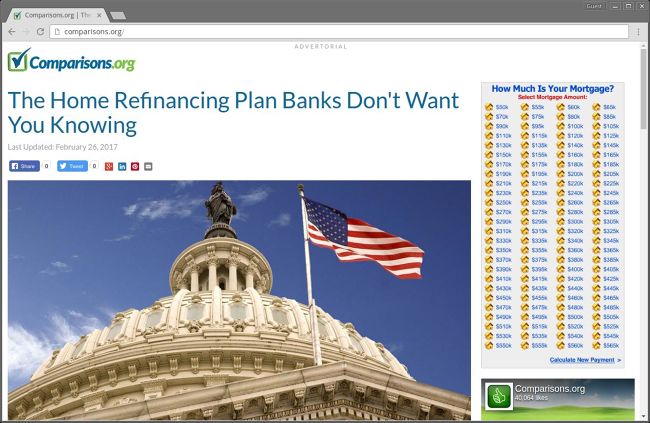 Comparisons.org | The
Guest
comparisons.org/
ADVERTORIAL
Comparisons.org
The Home Refinancing Plan Banks Don't Want
You Knowing
Last Updated: February 26, 2017
Share 0 Tweet 0
How Much Is Your Mortgage?
Select Mortgage Amount:
$50k $55k $60k $65k
$70k $75k $80k $85k
$90k $95k $100k $105k
$110k $115k $120k $125k
$130k $135k $140k $145k
$150k $155k $160k $165k
$170k $175k $180k $185k
$190k $195k $200k $205k
$210k $215k $220k $225k
$230k $235k $240k $245k
$250k $255k $260k $265k
$270k $275k $280k $285k
$290k $295k $300k $305k
$310k $315k $320k $325k
$330k $335k $340k $345k
$350k $355k $360k $365k
$370k $375k $380k $385k
$390k $395k $400k $405k
$410k $415k $420k $425k
$430k $435k $440k $445k
$450k $455k $460k $465k
$470k $475k $480k $485k
$490k $495k $500k $505k
$510k $515k $520k $525k
$530k $535k $540k $545k
$550k $555k $560k $565k
Calculate New Payment >
Comparisons.org
40,064 likes